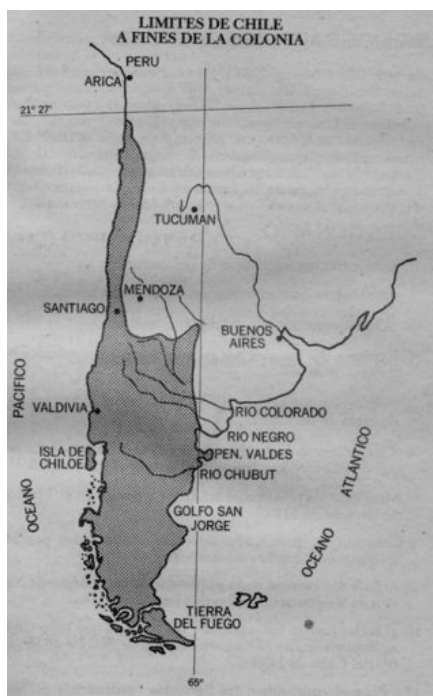 LIMITES DE CHILE
A FINES DE LA COLONIA
PERU
ARICA
21° 27'
TUCUMAN
MENDOZA
SANTIAGO
BUENOS
AIRES
PACIFICO
VALDIVIA
RIO COLORADO
RIO NEGRO
ISLA DE
CHILOE
PEN. VALDES
RIO CHUBUT
ATLANTICO
OCEANO
GOLFO SAN
JORGE
OCEANO
TIERRA
DEL FUEGO
65°